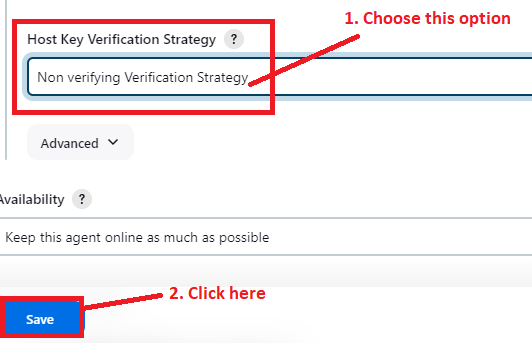 1. Choose this option
Host Key Verification Strategy ?
Non verifying Verification Strategy
Advanced
Availability ?
Keep this agent online as much as possible
2. Click here
Save